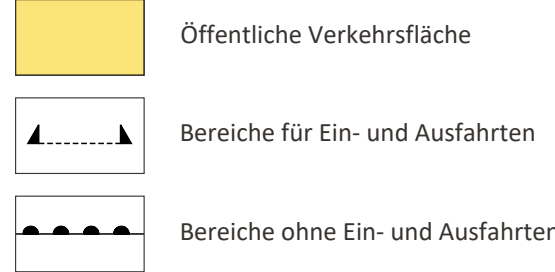 Öffentliche Verkehrsfläche
Bereiche für Ein- und Ausfahrten
Bereiche ohne Ein- und Ausfahrten